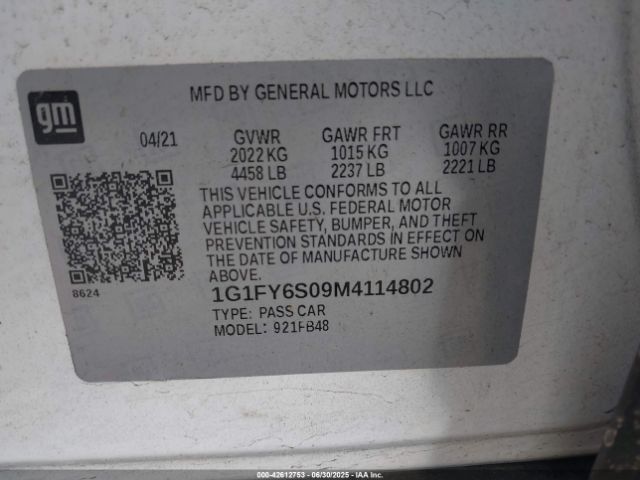 MFD BY GENERAL MOTORS LLC
gm
04/21 GVWR GAWR FRT GAWR RR
2022 KG 1015 KG 1007 KG
4458 LB 2237 LB 2221 LB
THIS VEHICLE CONFORMS TO ALL
APPLICABLE U.S. FEDERAL MOTOR
VEHICLE SAFETY, BUMPER, AND THEFT
PREVENTION STANDARDS IN EFFECT ON
THE DATE OF MANUFACTURE SHOWN
ABOVE.
8624
1G1FY6S09M4114802
TYPE: PASS CAR
MODEL: 921FB48
000-42612753 - 06/30/2025 - IAAI.COM